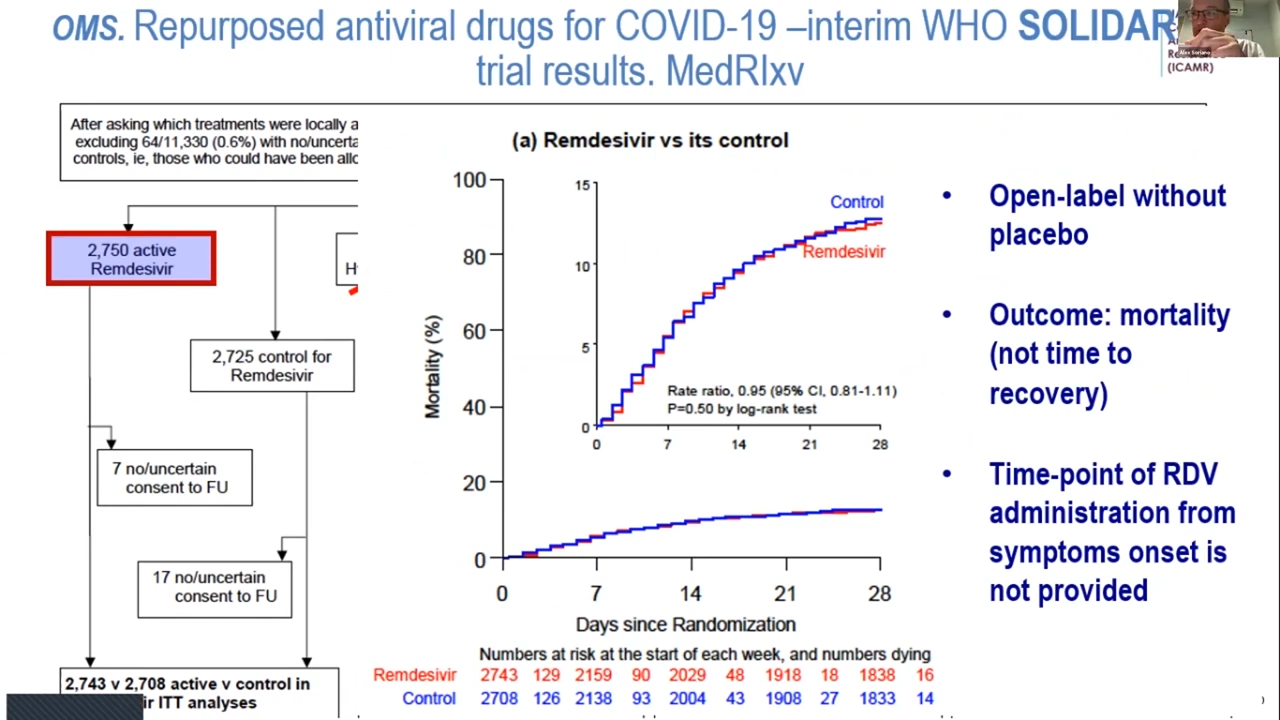 OMS. Repurposed antiviral drugs for COVID-19 –interim WHO SOLIDAR
trial results. MedRIxv
(ICAMR)
After asking which treatments were locally a
excluding 64/11,330 (0.6%) with no/uncerta
controls, ie, those who could have been allo
2,750 active
Remdesivir
H
2,725 control for
Remdesivir
7 no/uncertain
consent to FU
17 no/uncertain
consent to FU
2,743 v 2,708 active v control in
ir ITT analyses
(a) Remdesivir vs its control
Mortality (%)
100
80
60
40
20
0
0 7 14 21 28
Days since Randomization
15
10
5
0
0 7 14 21 28
Control
Remdesivir
Rate ratio, 0.95 (95% CI, 0.81-1.11)
P=0.50 by log-rank test
Numbers at risk at the start of each week, and numbers dying
Remdesivir 2743 129 2159 90 2029 48 1918 18 1838 16
Control 2708 126 2138 93 2004 43 1908 27 1833 14
• Open-label without
placebo
• Outcome: mortality
(not time to
recovery)
• Time-point of RDV
administration from
symptoms onset is
not provided
Alex Soriano